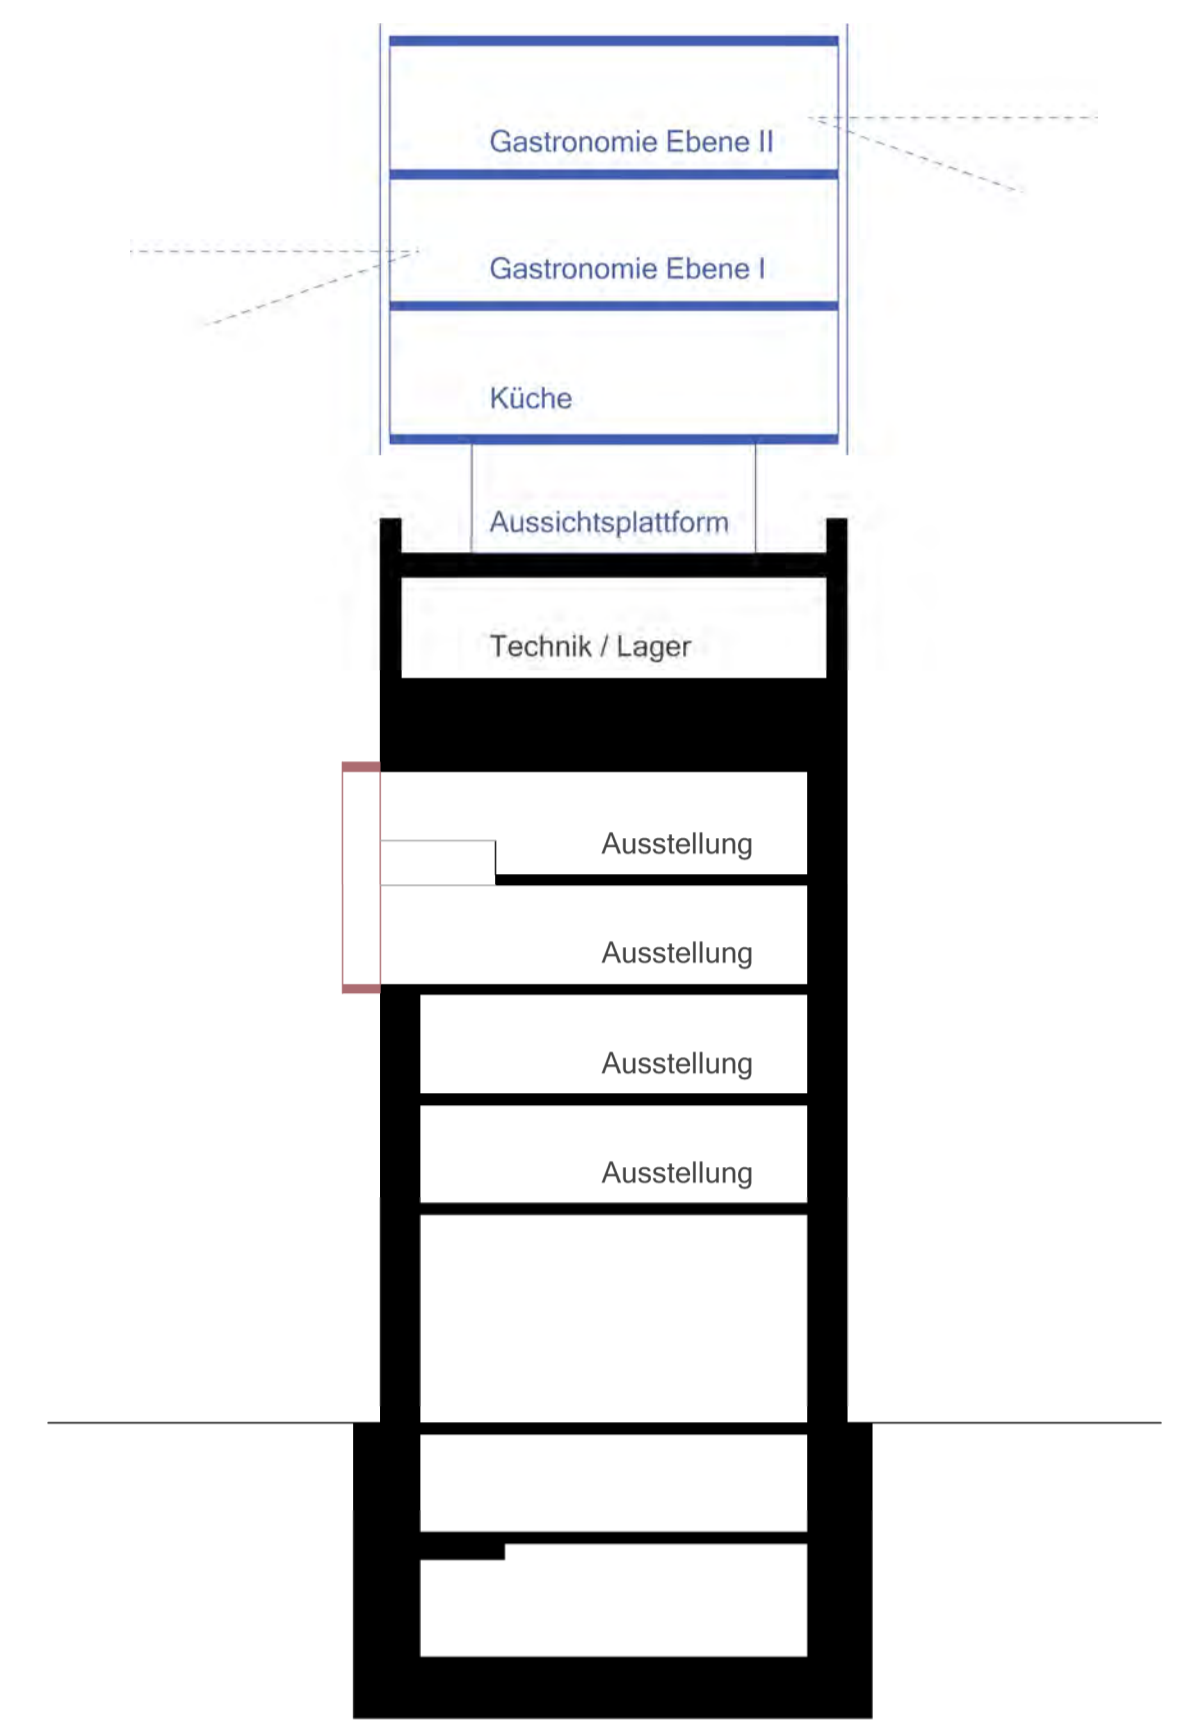 Gastronomie Ebene II
Gastronomie Ebene I
Küche
Aussichtsplattform
Technik / Lager
Ausstellung
Ausstellung
Ausstellung
Ausstellung